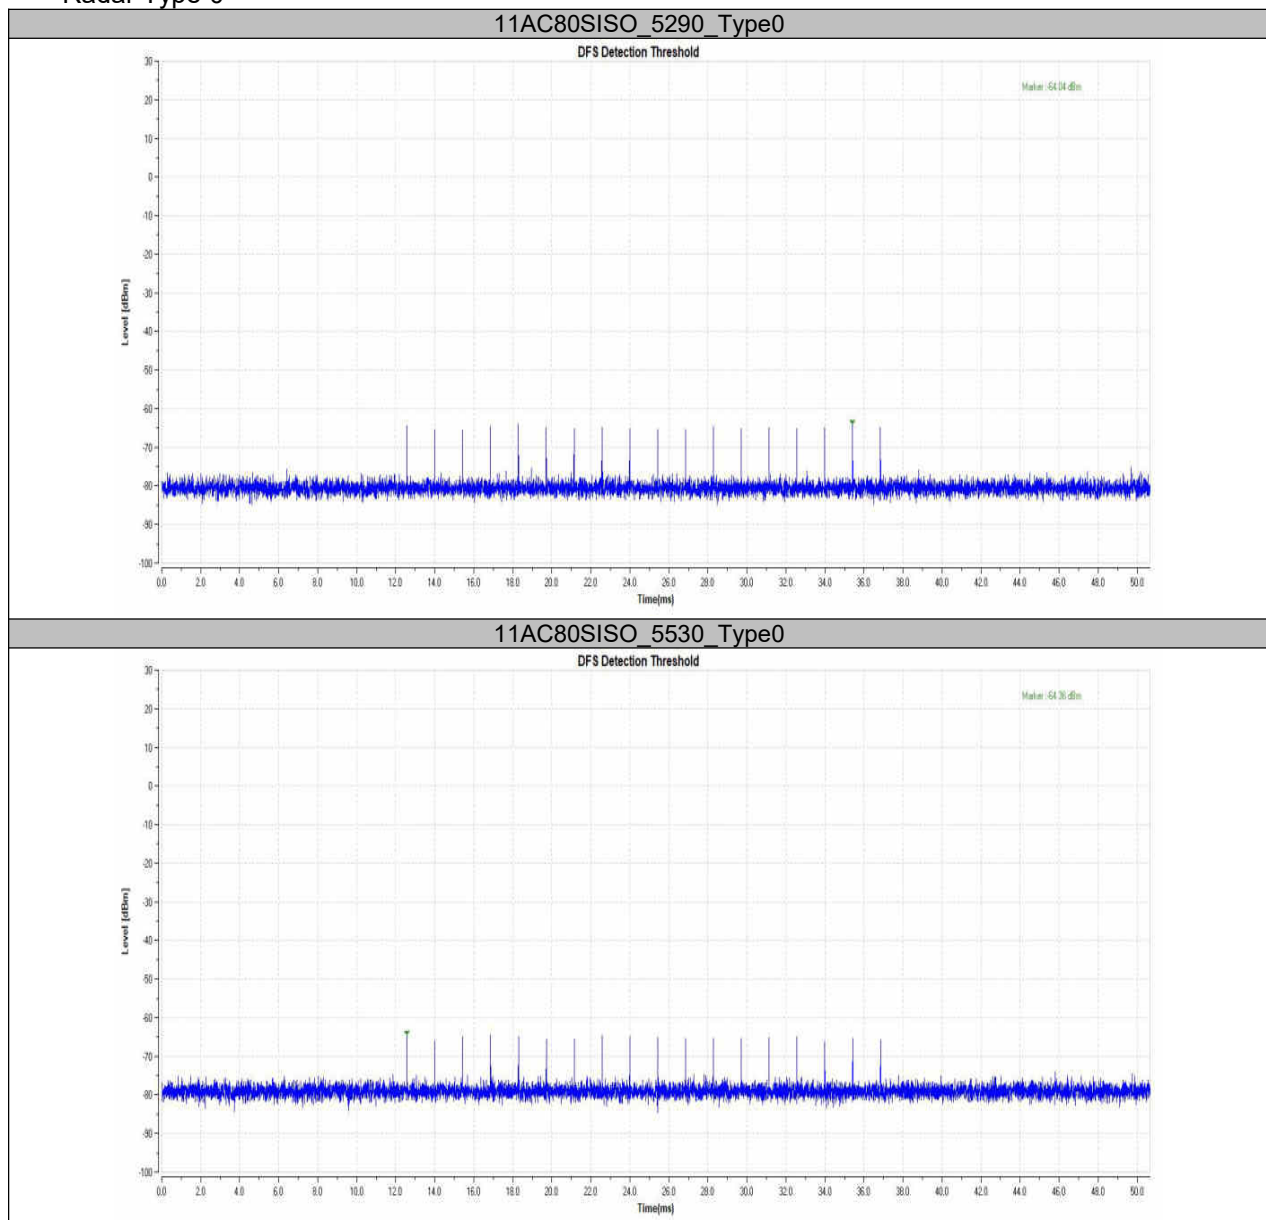 Radar Type 0
11AC80SISO_5290_Type0
DFS Detection Threshold
Marker :-64.04 dBm
30
20
10
0
-10
-20
-30
-40
-50
-60
-70
-80
-90
-100
Level [dBm]
0.0 2.0 4.0 6.0 8.0 10.0 12.0 14.0 16.0 18.0 20.0 22.0 24.0 26.0 28.0 30.0 32.0 34.0 36.0 38.0 40.0 42.0 44.0 46.0 48.0 50.0
Time(ms)
11AC80SISO_5530_Type0
DFS Detection Threshold
Marker :-64.36 dBm
30
20
10
0
-10
-20
-30
-40
-50
-60
-70
-80
-90
-100
Level [dBm]
0.0 2.0 4.0 6.0 8.0 10.0 12.0 14.0 16.0 18.0 20.0 22.0 24.0 26.0 28.0 30.0 32.0 34.0 36.0 38.0 40.0 42.0 44.0 46.0 48.0 50.0
Time(ms)